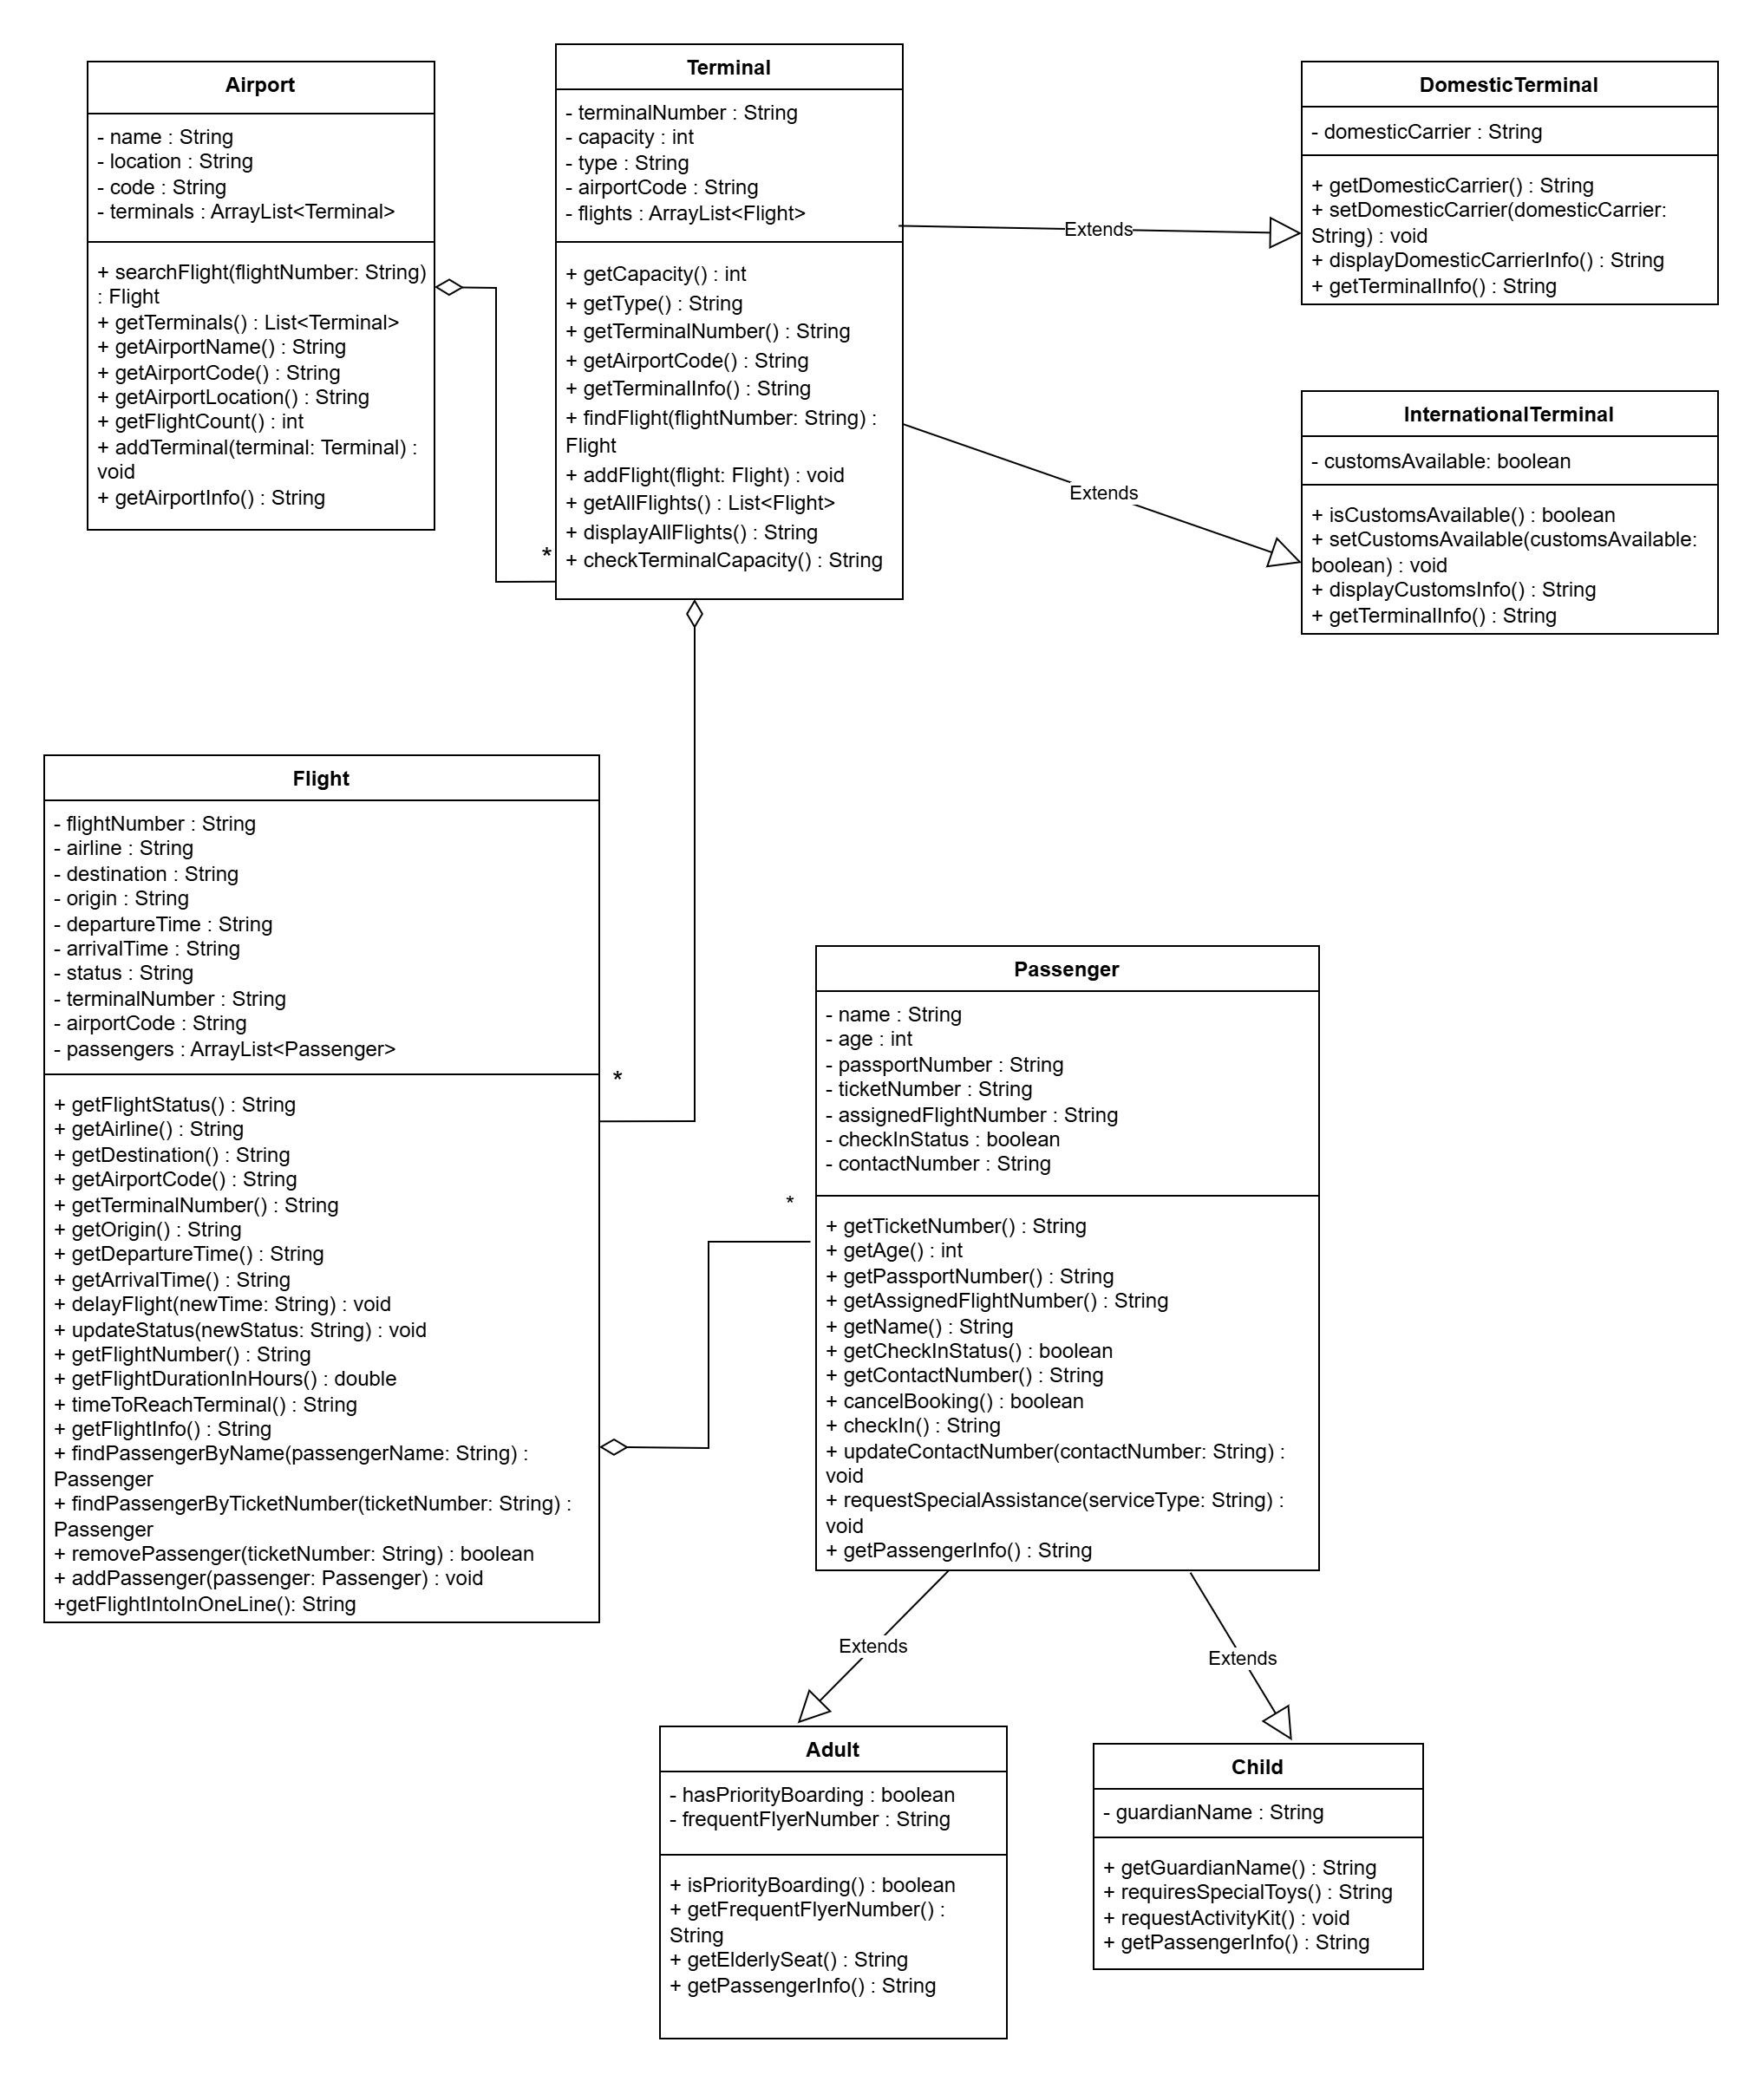 Airport
- name : String
- location : String
- code : String
- terminals : ArrayList<Terminal>
+ searchFlight(flightNumber: String)
: Flight
+ getTerminals() : List<Terminal>
+ getAirportName() : String
+ getAirportCode() : String
+ getAirportLocation() : String
+ getFlightCount() : int
+ addTerminal(terminal: Terminal) :
void
+ getAirportInfo() : String
*
Terminal
- terminalNumber : String
- capacity : int
- type : String
- airportCode : String
- flights : ArrayList<Flight>
+ getCapacity() : int
+ getType() : String
+ getTerminalNumber() : String
+ getAirportCode() : String
+ getTerminalInfo() : String
+ findFlight(flightNumber: String) :
Flight
+ addFlight(flight: Flight) : void
+ getAllFlights() : List<Flight>
+ displayAllFlights() : String
+ checkTerminalCapacity() : String
Extends
Extends
DomesticTerminal
- domesticCarrier : String
+ getDomesticCarrier() : String
+ setDomesticCarrier(domesticCarrier:
String) : void
+ displayDomesticCarrierInfo() : String
+ getTerminalInfo() : String
InternationalTerminal
- customsAvailable: boolean
+ isCustomsAvailable() : boolean
+ setCustomsAvailable(customsAvailable:
boolean) : void
+ displayCustomsInfo() : String
+ getTerminalInfo() : String
Flight
- flightNumber : String
- airline : String
- destination : String
- origin : String
- departureTime : String
- arrivalTime : String
- status : String
- terminalNumber : String
- airportCode : String
- passengers : ArrayList<Passenger>
+ getFlightStatus() : String
+ getAirline() : String
+ getDestination() : String
+ getAirportCode() : String
+ getTerminalNumber() : String
+ getOrigin() : String
+ getDepartureTime() : String
+ getArrivalTime() : String
+ delayFlight(newTime: String) : void
+ updateStatus(newStatus: String) : void
+ getFlightNumber() : String
+ getFlightDurationInHours() : double
+ timeToReachTerminal() : String
+ getFlightInfo() : String
+ findPassengerByName(passengerName: String) :
Passenger
+ findPassengerByTicketNumber(ticketNumber: String) :
Passenger
+ removePassenger(ticketNumber: String) : boolean
+ addPassenger(passenger: Passenger) : void
+getFlightIntoInOneLine(): String
*
*
Passenger
- name : String
- age : int
- passportNumber : String
- ticketNumber : String
- assignedFlightNumber : String
- checkInStatus : boolean
- contactNumber : String
+ getTicketNumber() : String
+ getAge() : int
+ getPassportNumber() : String
+ getAssignedFlightNumber() : String
+ getName() : String
+ getCheckInStatus() : boolean
+ getContactNumber() : String
+ cancelBooking() : boolean
+ checkIn() : String
+ updateContactNumber(contactNumber: String) :
void
+ requestSpecialAssistance(serviceType: String) :
void
+ getPassengerInfo() : String
Extends
Extends
Adult
- hasPriorityBoarding : boolean
- frequentFlyerNumber : String
+ isPriorityBoarding() : boolean
+ getFrequentFlyerNumber() :
String
+ getElderlySeat() : String
+ getPassengerInfo() : String
Child
- guardianName : String
+ getGuardianName() : String
+ requiresSpecialToys() : String
+ requestActivityKit() : void
+ getPassengerInfo() : String